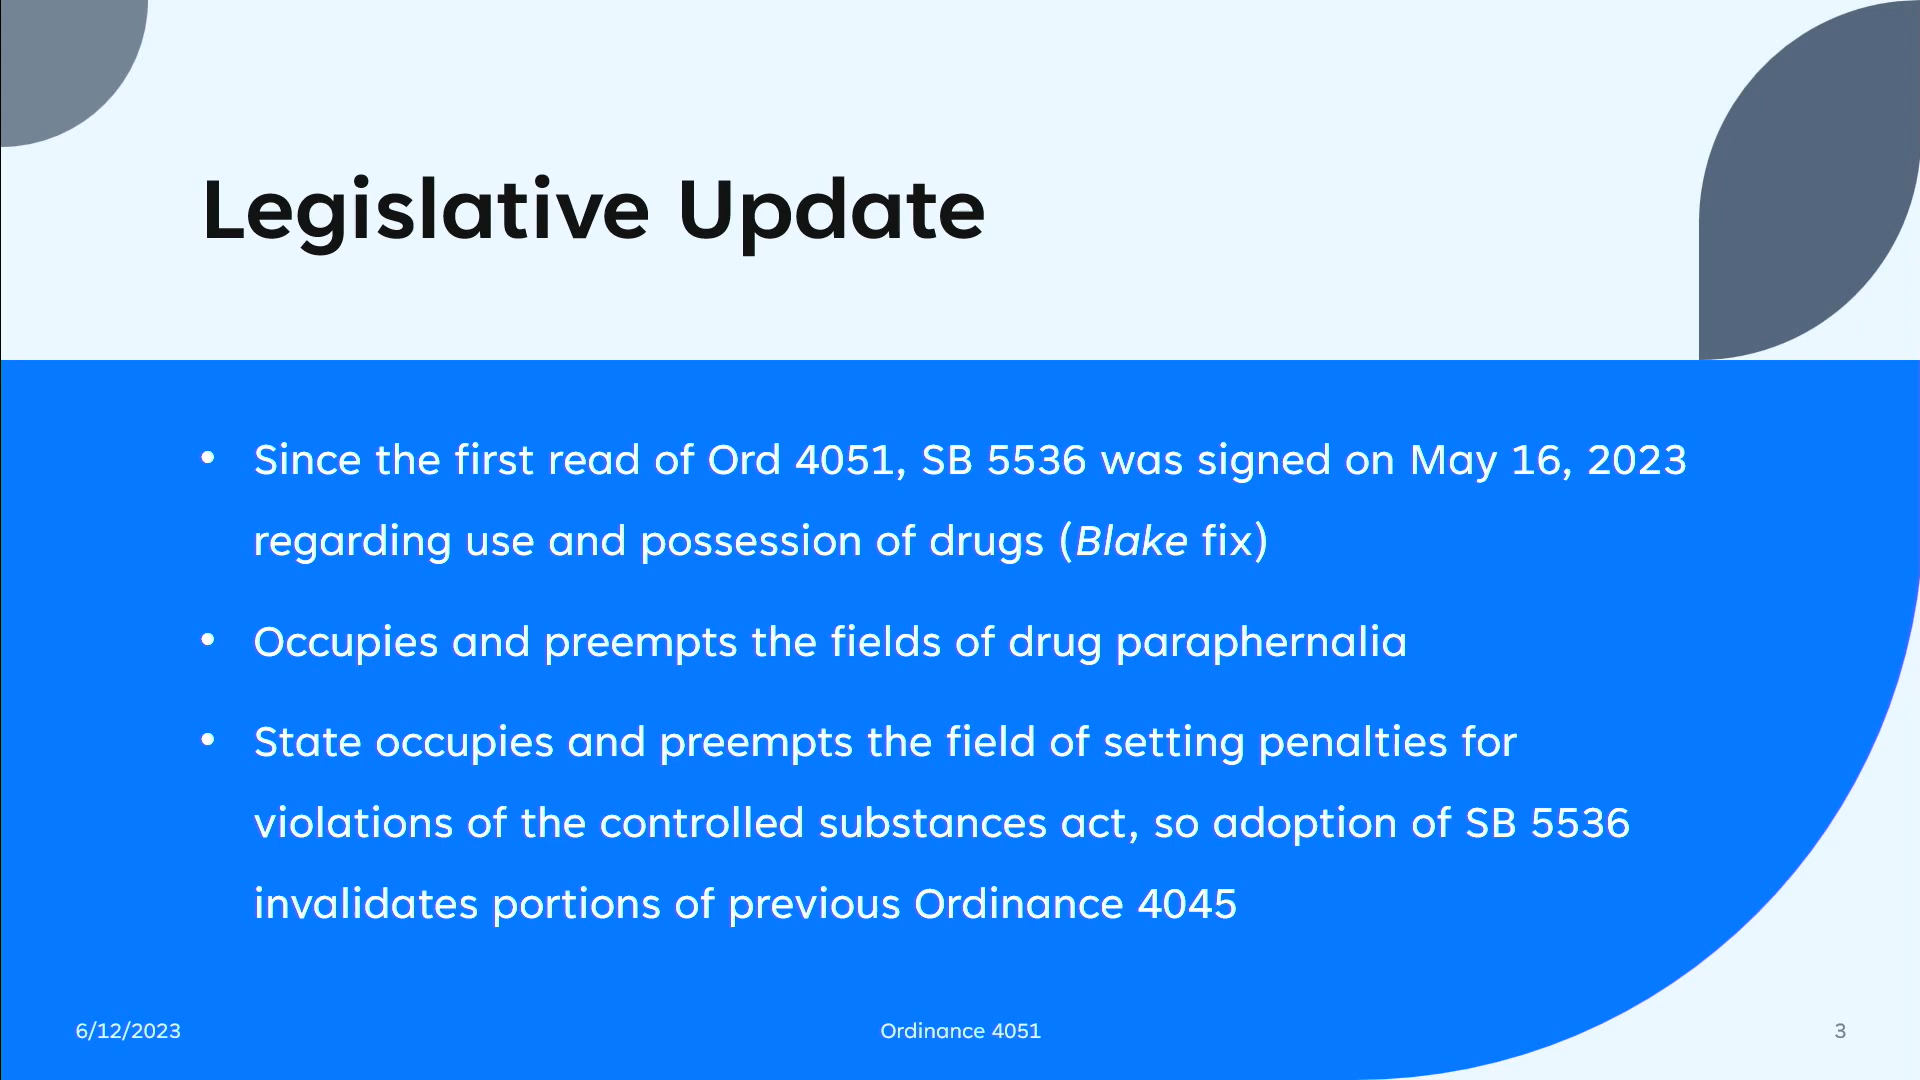 Legislative Update
• Since the first read of Ord 4051, SB 5536 was signed on May 16, 2023
regarding use and possession of drugs (Blake fix)
• Occupies and preempts the fields of drug paraphernalia
• State occupies and preempts the field of setting penalties for
violations of the controlled substances act, so adoption of SB 5536
invalidates portions of previous Ordinance 4045
6/12/2023
Ordinance 4051
3